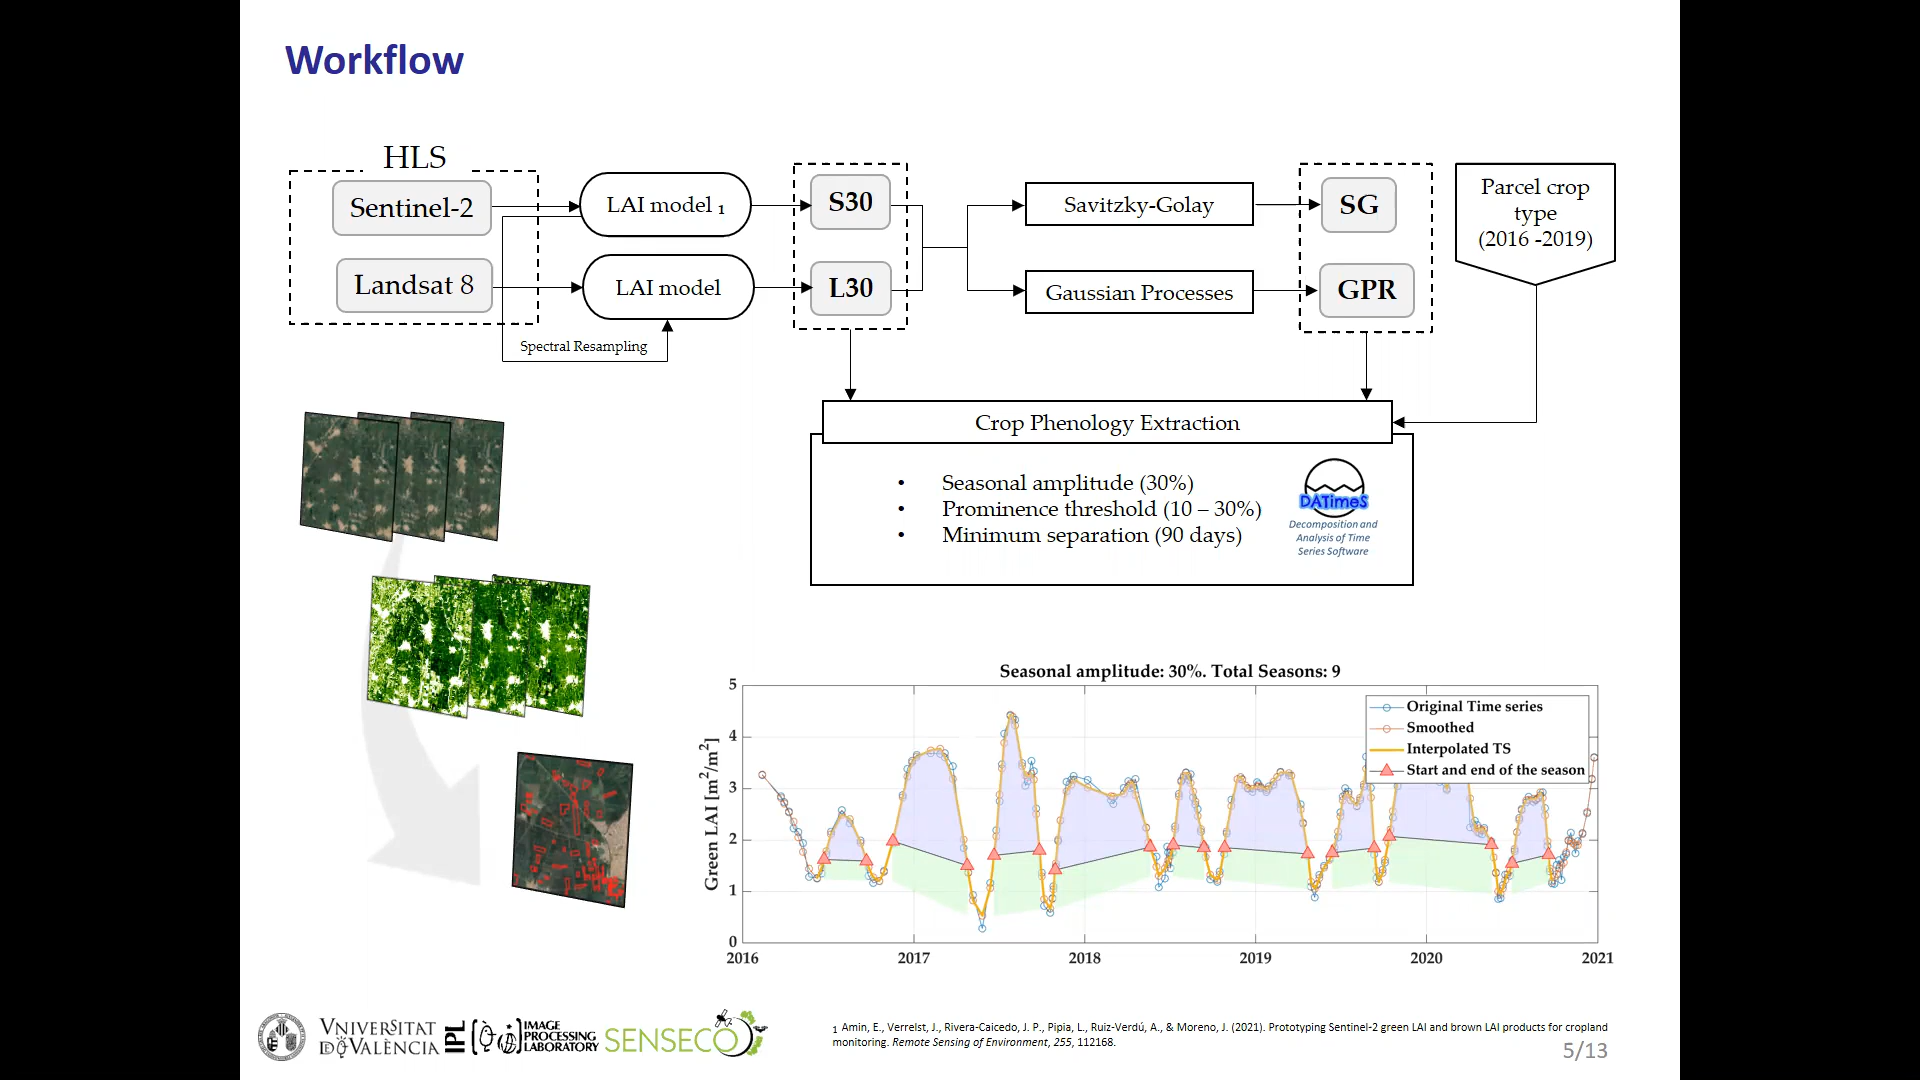 Workflow
HLS
Sentinel-2
LAI model 1
S30
Savitzky-Golay
SG
Parcel crop
type
(2016 -2019)
Landsat 8
LAI model
L30
Gaussian Processes
GPR
Spectral Resampling
Crop Phenology Extraction
• Seasonal amplitude (30%)
• Prominence threshold (10 – 30%)
• Minimum separation (90 days)
DATimeS
Decomposition and
Analysis of Time
Series Software
Seasonal amplitude: 30%. Total Seasons: 9
Green LAI [m²/m²]
5
4
3
2
1
0
2016
2017
2018
2019
2020
2021
Original Time series
Smoothed
Interpolated TS
Start and end of the season
VNIVERSITAT
DE VALÈNCIA
IPL
IMAGE
PROCESSING
LABORATORY
SENSECO
1 Amin, E., Verrelst, J., Rivera-Caicedo, J. P., Pipia, L., Ruiz-Verdú, A., & Moreno, J. (2021). Prototyping Sentinel-2 green LAI and brown LAI products for cropland
monitoring. Remote Sensing of Environment, 255, 112168.
5/13